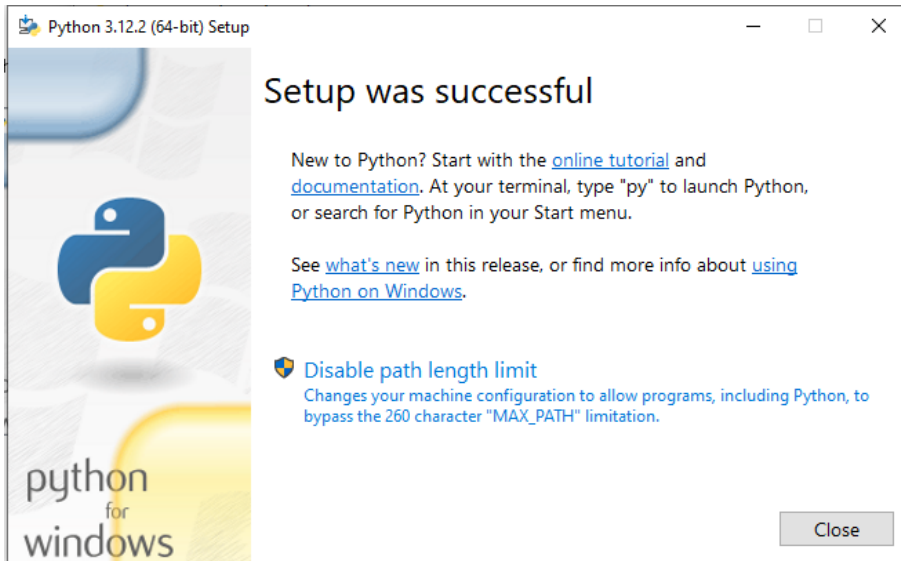 Python 3.12.2 (64-bit) Setup
Setup was successful
New to Python? Start with the online tutorial and
documentation. At your terminal, type "py" to launch Python,
or search for Python in your Start menu.
See what's new in this release, or find more info about using
Python on Windows.
Disable path length limit
Changes your machine configuration to allow programs, including Python, to
bypass the 260 character "MAX_PATH" limitation.
python
for
windows
Close